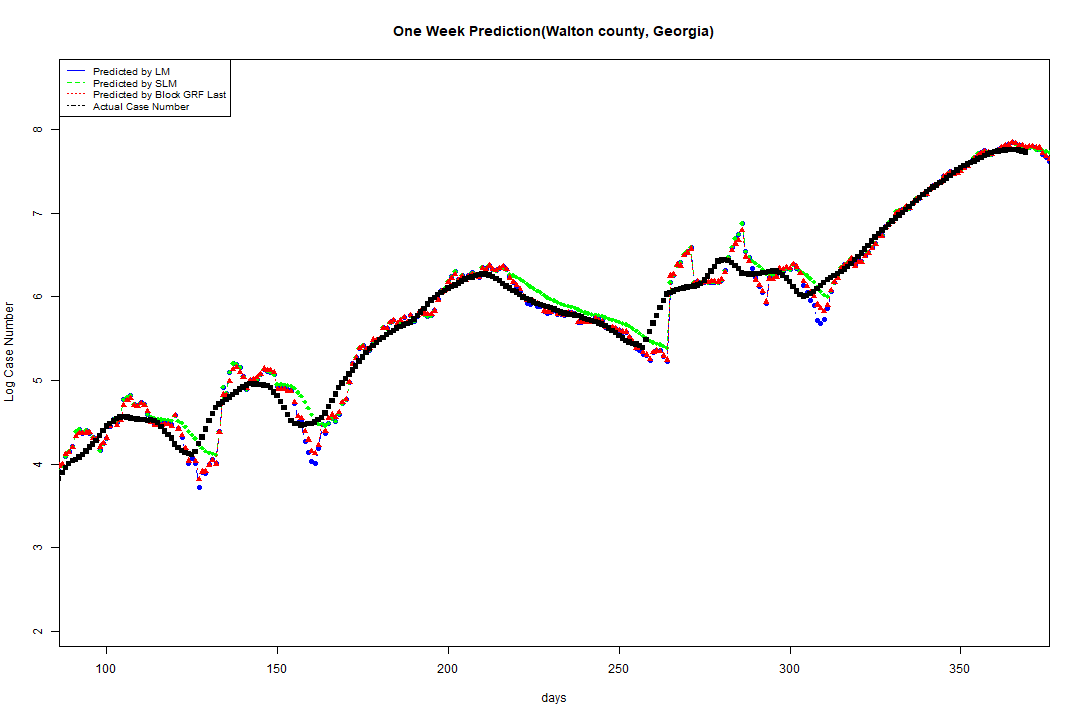 One Week Prediction(Walton county, Georgia)
Predicted by LM
Predicted by SLM
Predicted by Block GRF Last
Actual Case Number
Log Case Number
8
7
6
5
4
3
2
100 150 200 250 300 350
days